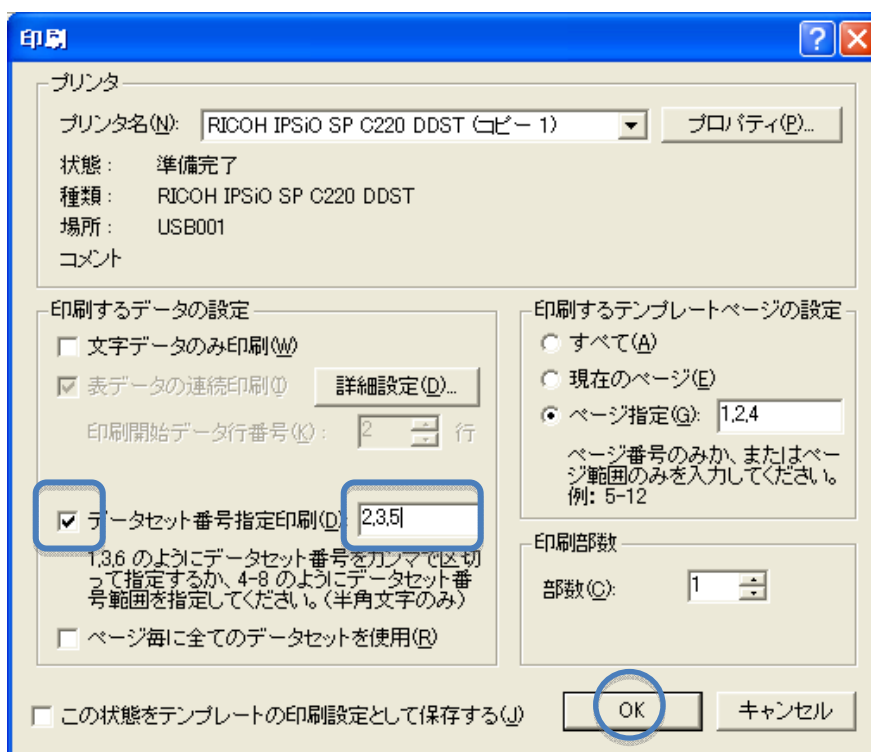 印刷
プリンタ
プリンタ名(N): RICOH IPSiO SP C220 DDST (コピー 1) プロパティ(P)...
状態： 準備完了
種類： RICOH IPSiO SP C220 DDST
場所： USB001
コメント
印刷するデータの設定
文字データのみ印刷(W)
表データの連続印刷(I) 詳細設定(D)...
印刷開始データ行番号(K)： 2 行
データセット番号指定印刷(D) 2,3,5
1,3,6 のようにデータセット番号をカンマで区切
って指定するか、4-8 のようにデータセット番
号範囲を指定してください。(半角文字のみ)
ページ毎に全てのデータセットを使用(R)
印刷するテンプレートページの設定
すべて(A)
現在のページ(E)
ページ指定(G): 1,2,4
ページ番号のみか、またはペー
ジ範囲のみを入力してください。
例: 5-12
印刷部数
部数(C): 1
この状態をテンプレートの印刷設定として保存する(J)
OK キャンセル